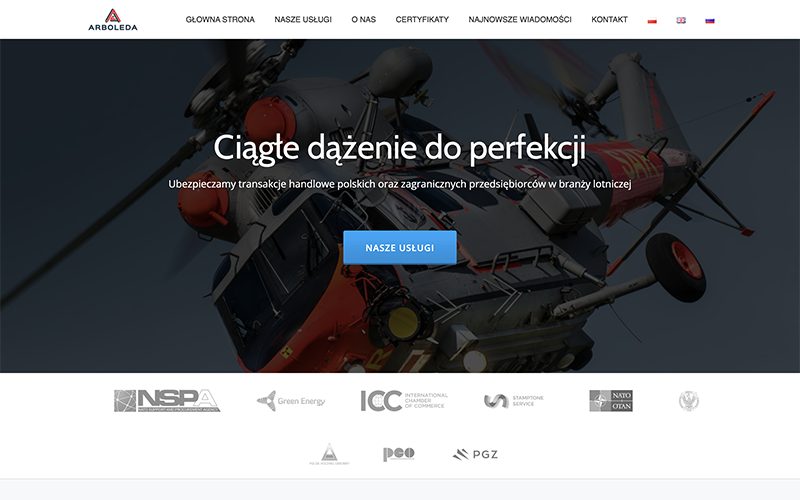 ARBOLEDA
GŁOWNA STRONA
NASZE USŁUGI
O NAS
CERTYFIKATY
NAJNOWSZE WIADOMOŚCI
KONTAKT
Ciągłe dążenie do perfekcji
Ubezpieczamy transakcje handlowe polskich oraz zagranicznych przedsiębiorców w branży lotniczej
NASZE USŁUGI
SAR
R
NSPA
NATO SUPPORT AND PROCUREMENT AGENCY
Green Energy
ICC INTERNATIONAL
CHAMBER
OF COMMERCE
STAMPTONE
SERVICE
NATO
OTAN
pco
PGZ